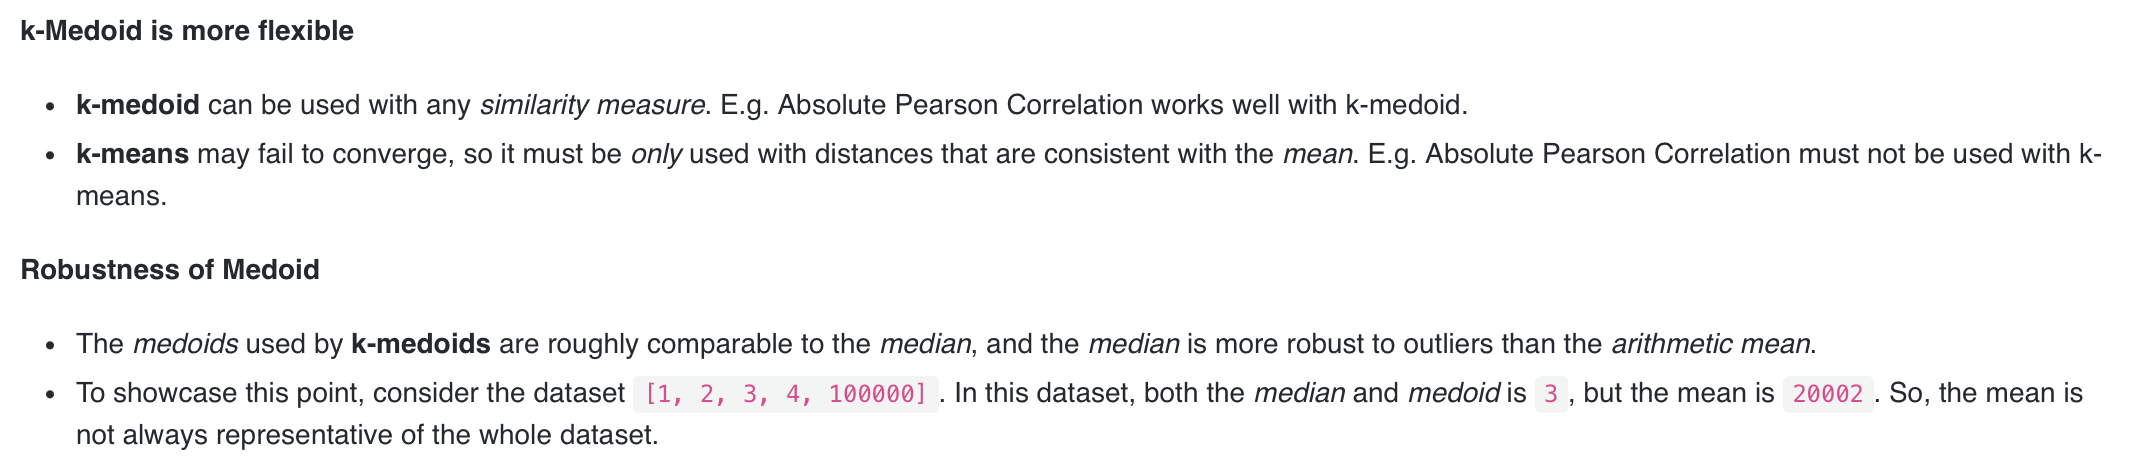 k-Medoid is more flexible
• k-medoid can be used with any similarity measure. E.g. Absolute Pearson Correlation works well with k-medoid.
• k-means may fail to converge, so it must be only used with distances that are consistent with the mean. E.g. Absolute Pearson Correlation must not be used with k-
means.
Robustness of Medoid
• The medoids used by k-medoids are roughly comparable to the median, and the median is more robust to outliers than the arithmetic mean.
• To showcase this point, consider the dataset [1, 2, 3, 4, 100000] . In this dataset, both the median and medoid is 3 , but the mean is 20002 . So, the mean is
not always representative of the whole dataset.